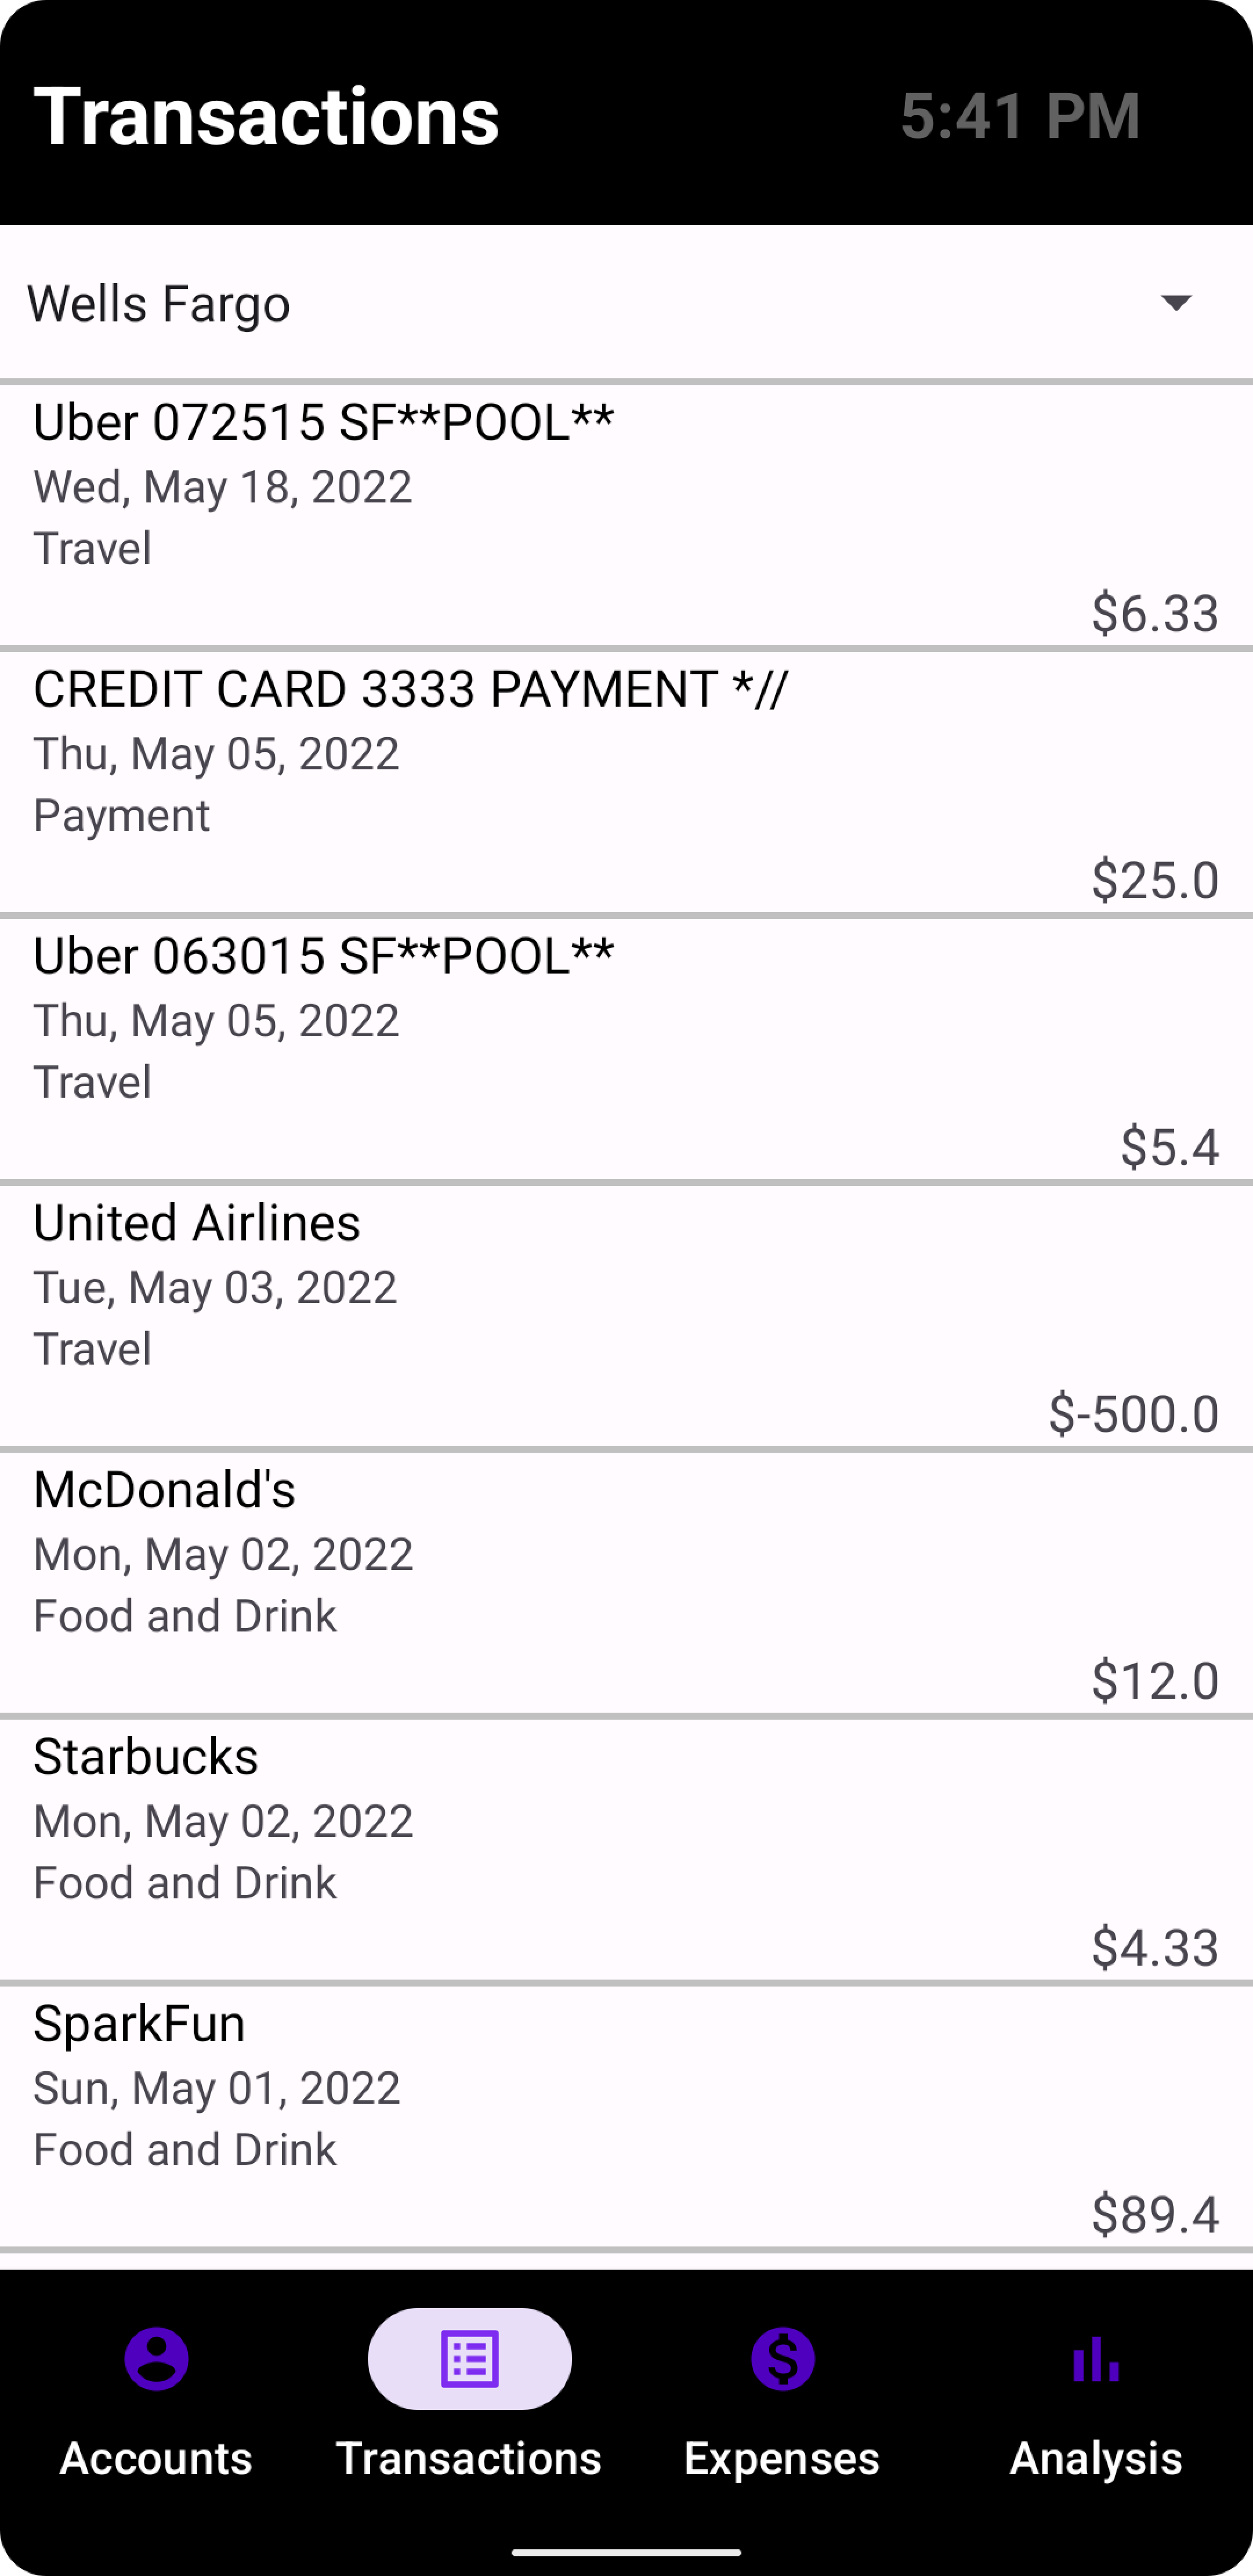 Transactions 5:41 PM
Wells Fargo
Uber 072515 SF**POOL**
Wed, May 18, 2022
Travel
$6.33
CREDIT CARD 3333 PAYMENT *//
Thu, May 05, 2022
Payment
$25.0
Uber 063015 SF**POOL**
Thu, May 05, 2022
Travel
$5.4
United Airlines
Tue, May 03, 2022
Travel
$-500.0
McDonald's
Mon, May 02, 2022
Food and Drink
$12.0
Starbucks
Mon, May 02, 2022
Food and Drink
$4.33
SparkFun
Sun, May 01, 2022
Food and Drink
$89.4
Accounts Transactions Expenses Analysis